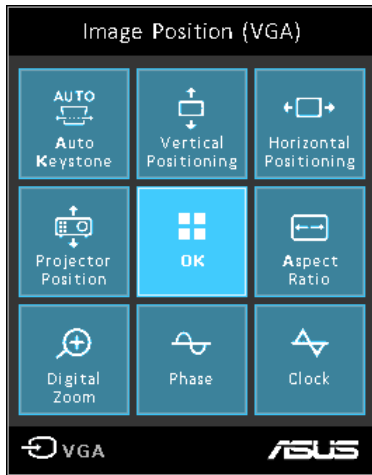 Image Position (VGA)
AUTO
Auto
Keystone
Vertical
Positioning
Horizontal
Positioning
Projector
Position
OK
Aspect
Ratio
Digital
Zoom
Phase
Clock
VGA
ASUS